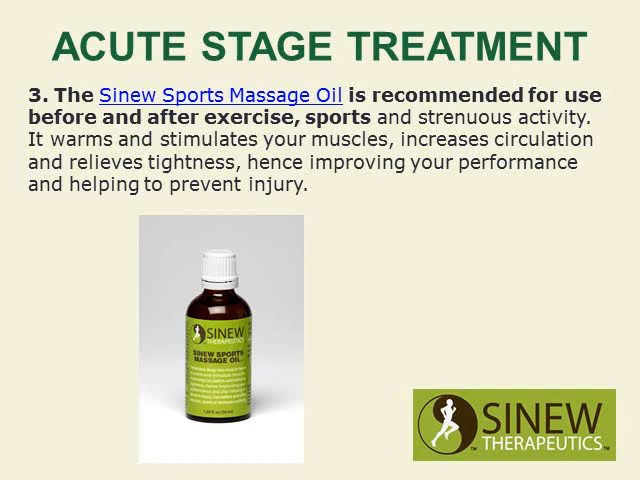 ACUTE STAGE TREATMENT
3. The Sinew Sports Massage Oil is recommended for use
before and after exercise, sports and strenuous activity.
It warms and stimulates your muscles, increases circulation
and relieves tightness, hence improving your performance
and helping to prevent injury.
SINEW
THERAPEUTICS
SINEW SPORTS
MASSAGE OIL
SINEW
THERAPEUTICS™